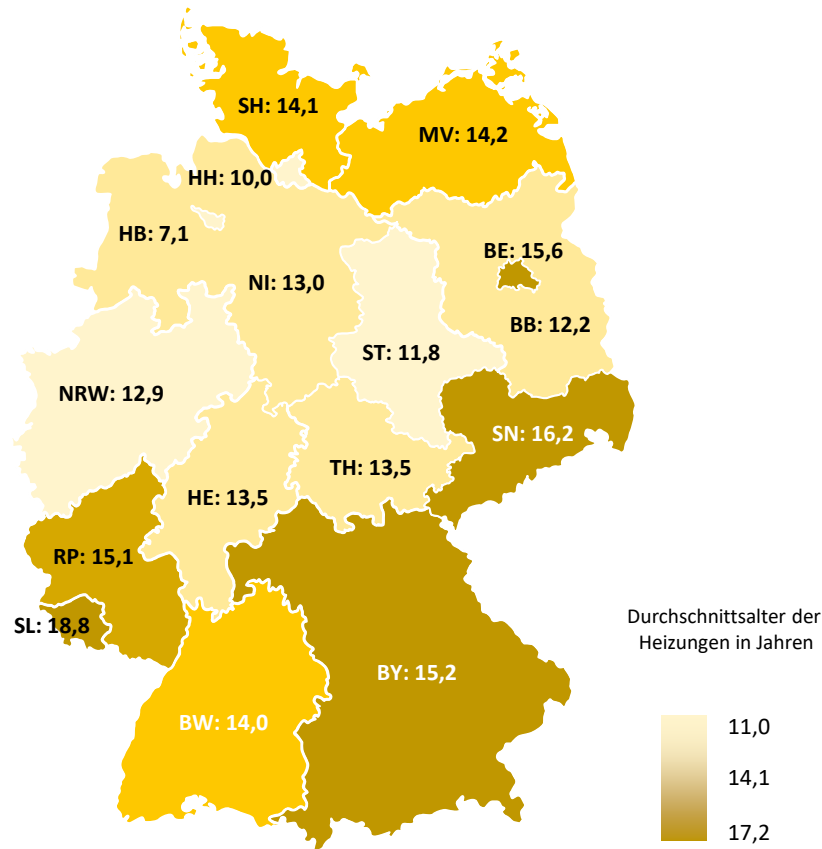 SH: 14,1
MV: 14,2
HH: 10,0
HB: 7,1
BE: 15,6
NI: 13,0
BB: 12,2
ST: 11,8
NRW: 12,9
SN: 16,2
TH: 13,5
HE: 13,5
RP: 15,1
SL: 18,8
BY: 15,2
BW: 14,0
Durchschnittsalter der
Heizungen in Jahren
11,0
14,1
17,2